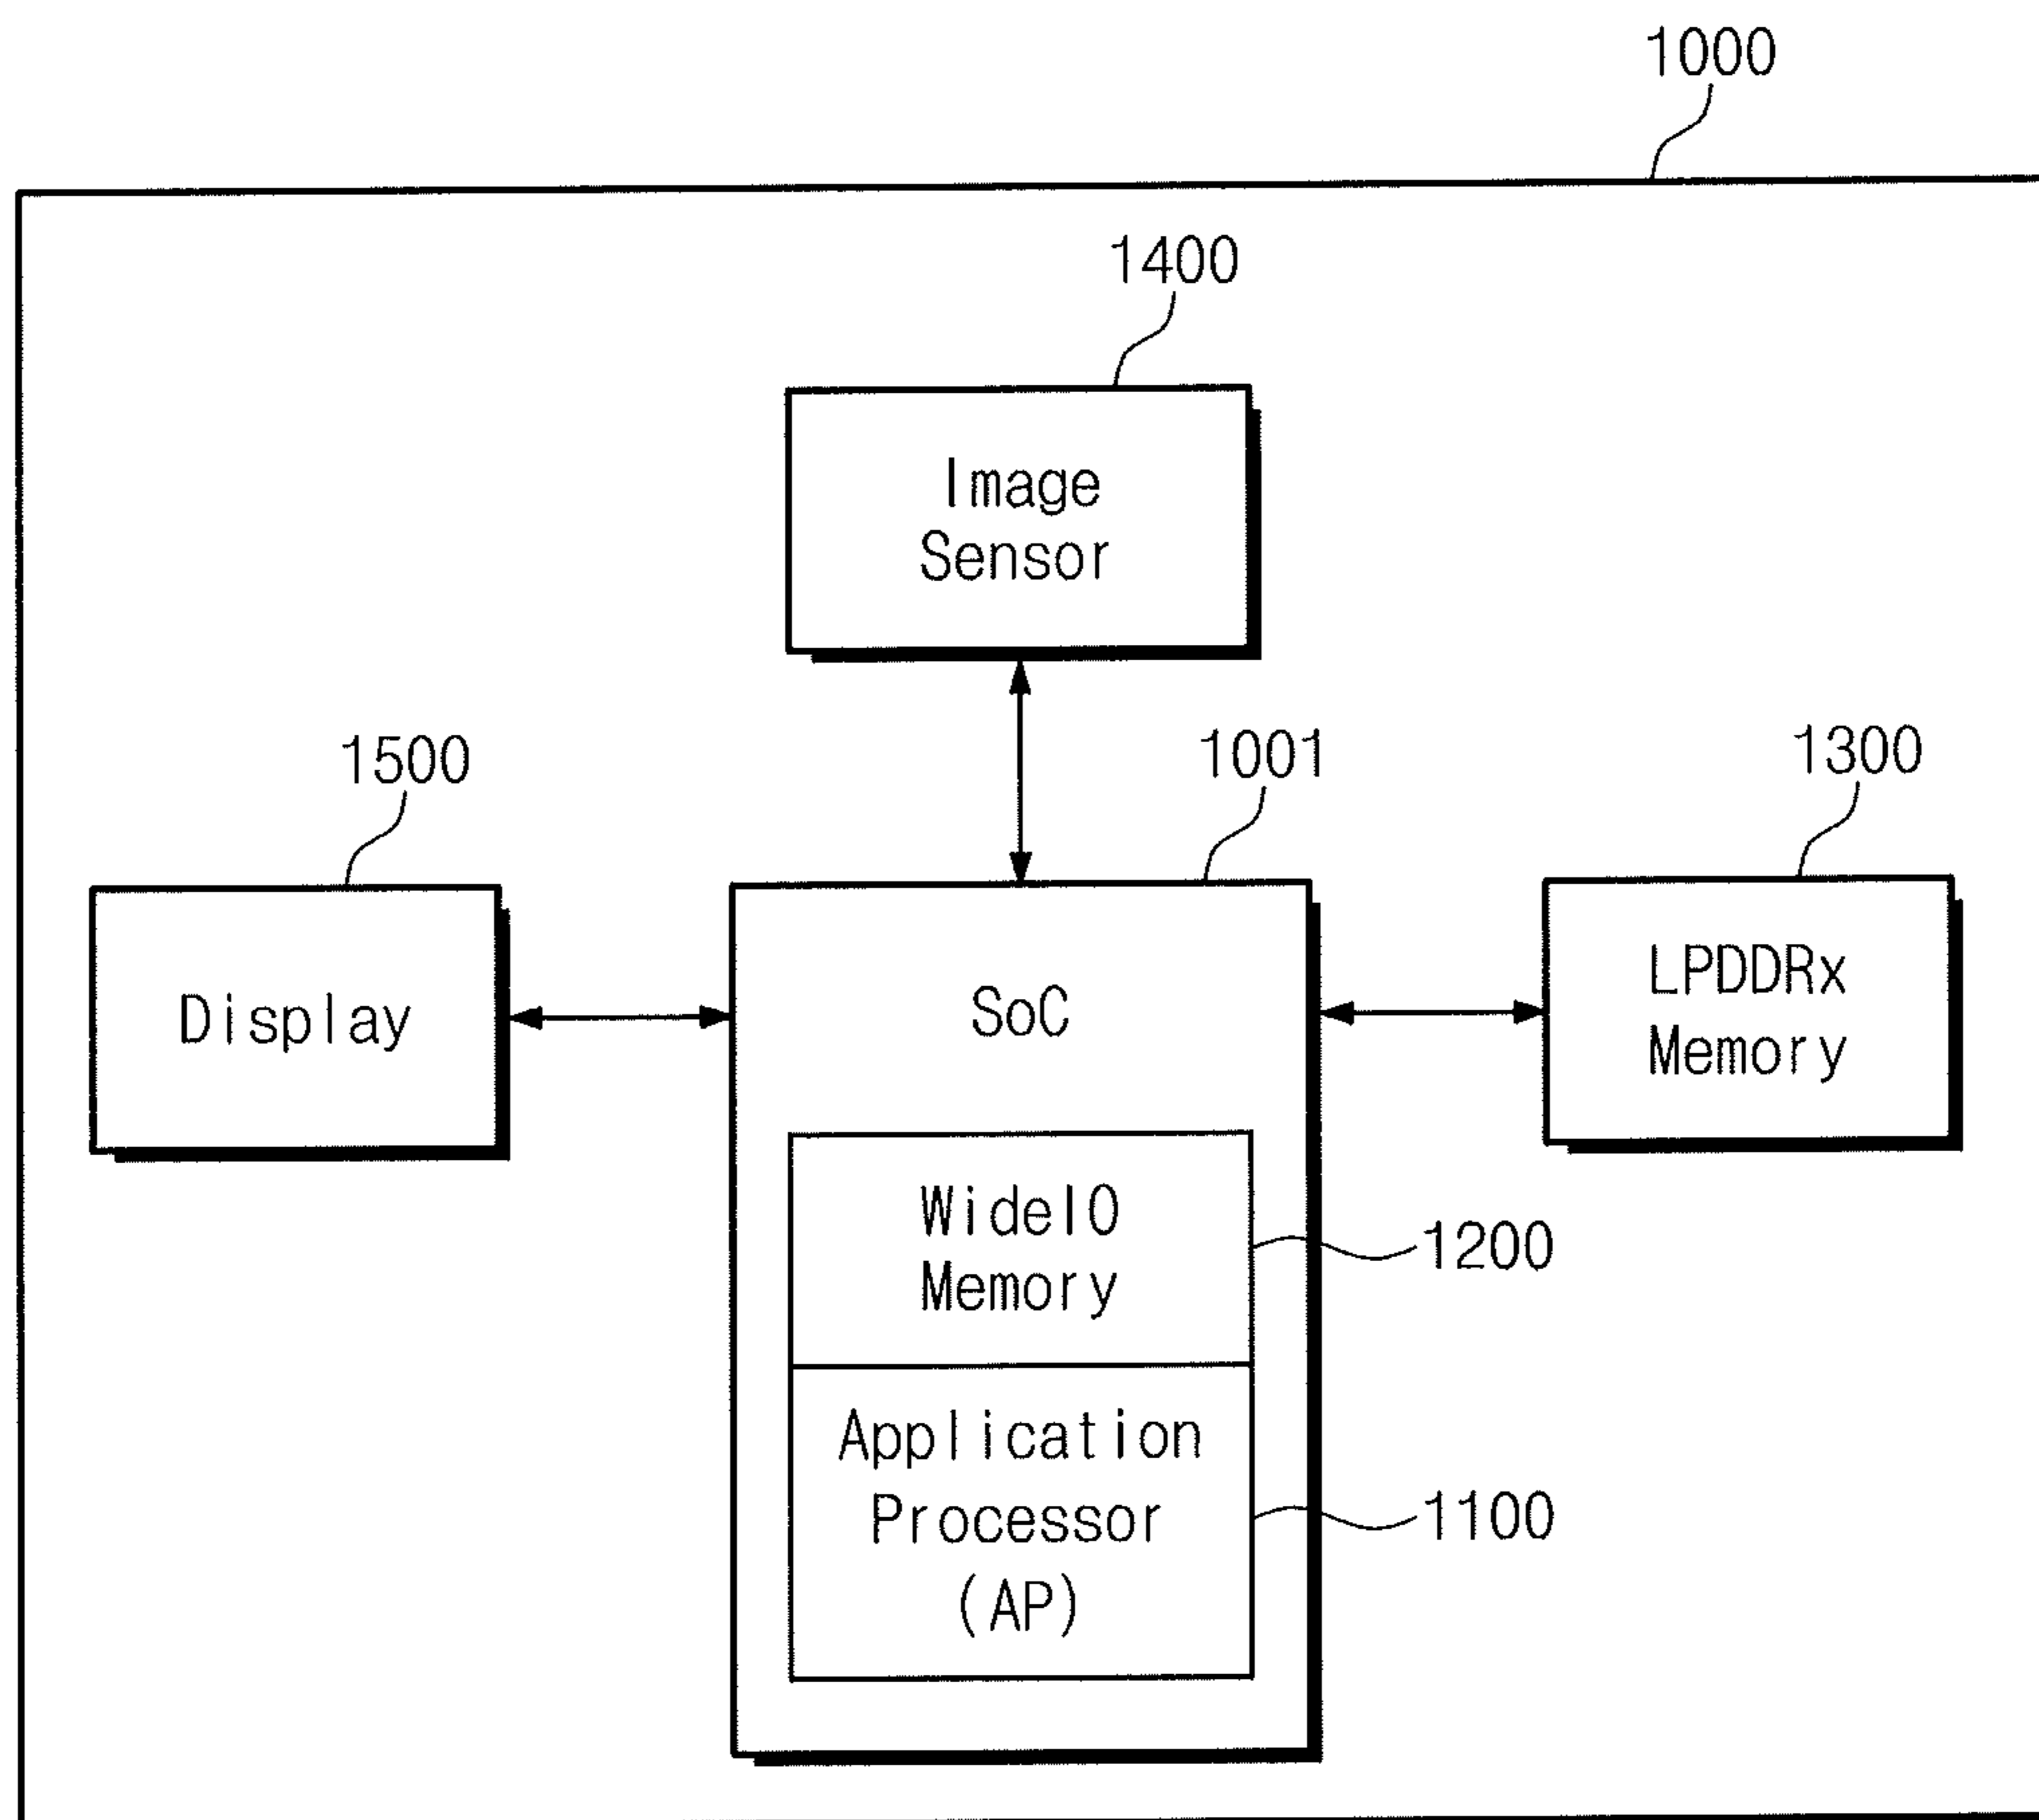 1000
1400
Image
Sensor
1500
1001
1300
Display
SoC
LPDDRx
Memory
WideIO
Memory
1200
Application
Processor
(AP)
1100